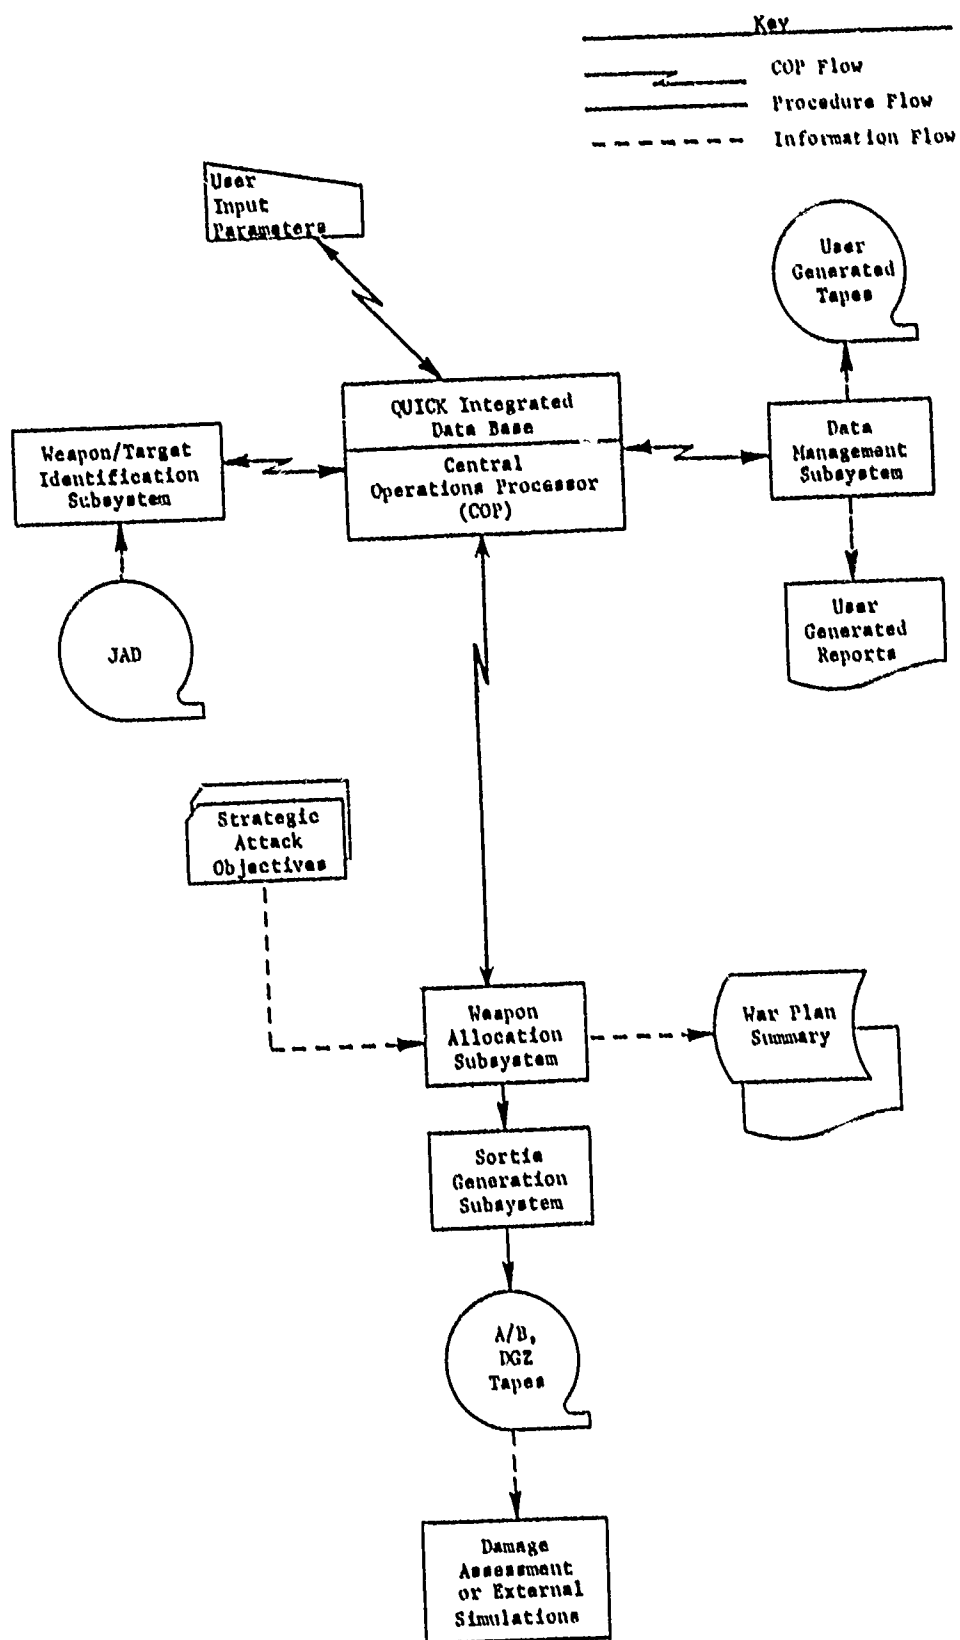 Key
COP Flow
Procedure Flow
Information Flow
User
Input
Parameters
User
Generated
Tapes
QUICK Integrated
Data Base
Central
Operations Processor
(COP)
Weapon/Target
Identification
Subsystem
Data
Management
Subsystem
JAD
User
Generated
Reports
Strategic
Attack
Objectives
Weapon
Allocation
Subsystem
War Plan
Summary
Sortie
Generation
Subsystem
A/B,
DGZ
Tapes
Damage
Assessment
or External
Simulations